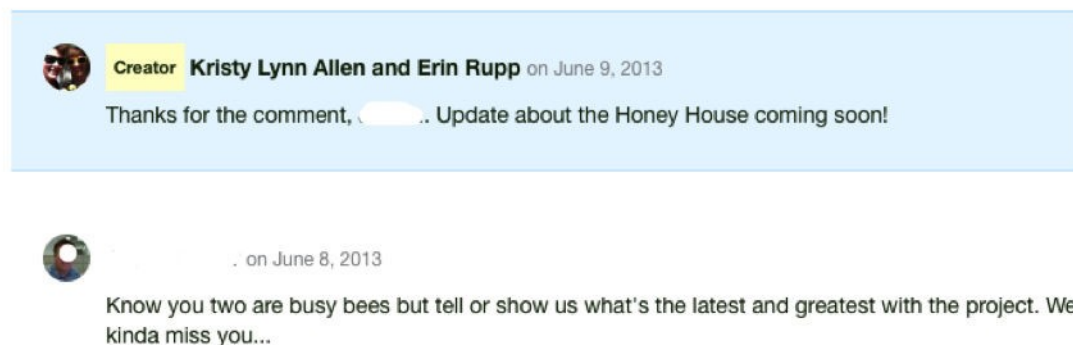 Creator Kristy Lynn Allen and Erin Rupp on June 9, 2013
Thanks for the comment, .. Update about the Honey House coming soon!
. on June 8, 2013
Know you two are busy bees but tell or show us what's the latest and greatest with the project. We
kinda miss you...